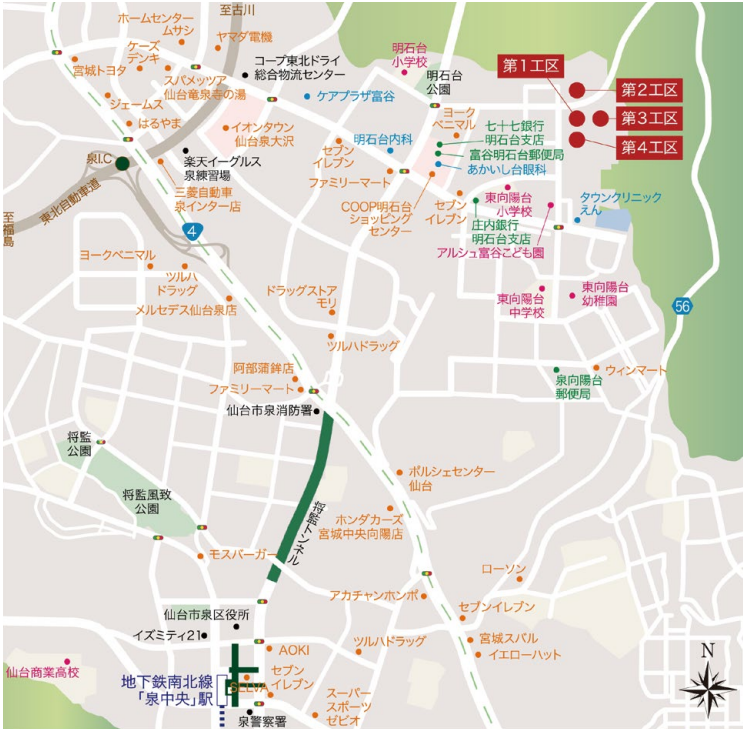 至古川
ホームセンター
ムサシ
ヤマダ電機
ケーズ
デンキ
宮城トヨタ
スパメッツァ
仙台竜泉寺の湯
コープ東北ドライ
総合物流センター
明石台
小学校
明石台
公園
第1工区
第2工区
第3工区
第4工区
ジェームス
ケアプラザ富谷
ヨーク
ベニマル
はるやま
イオンタウン
仙台泉大沢
七十七銀行
明石台支店
セブン
イレブン
明石台内科
富谷明石台郵便局
泉I.C
楽天イーグルス
泉練習場
ファミリーマート
あかいし台眼科
三菱自動車
泉インター店
東北自動車道
至福島
COOP明石台
ショッピング
センター
セブン
イレブン
東向陽台
小学校
タウンクリニック
えん
庄内銀行
明石台支店
アルシュ富谷こども園
4
ヨークベニマル
ツルハ
ドラッグ
メルセデス仙台泉店
ドラッグストア
モリ
東向陽台
中学校
東向陽台
幼稚園
56
ツルハドラッグ
阿部蒲鉾店
ファミリーマート
泉向陽台
郵便局
ウィンマート
仙台市泉消防署
将監
公園
将監風致
公園
ポルシェセンター
仙台
将監トンネル
ホンダカーズ
宮城中央向陽店
モスバーガー
ローソン
アカチャンホンポ
セブンイレブン
仙台市泉区役所
イズミティ21
宮城スバル
イエローハット
ツルハドラッグ
AOKI
仙台商業高校
地下鉄南北線
「泉中央」駅
SELVA
セブン
イレブン
泉警察署
スーパー
スポーツ
ゼビオ
N